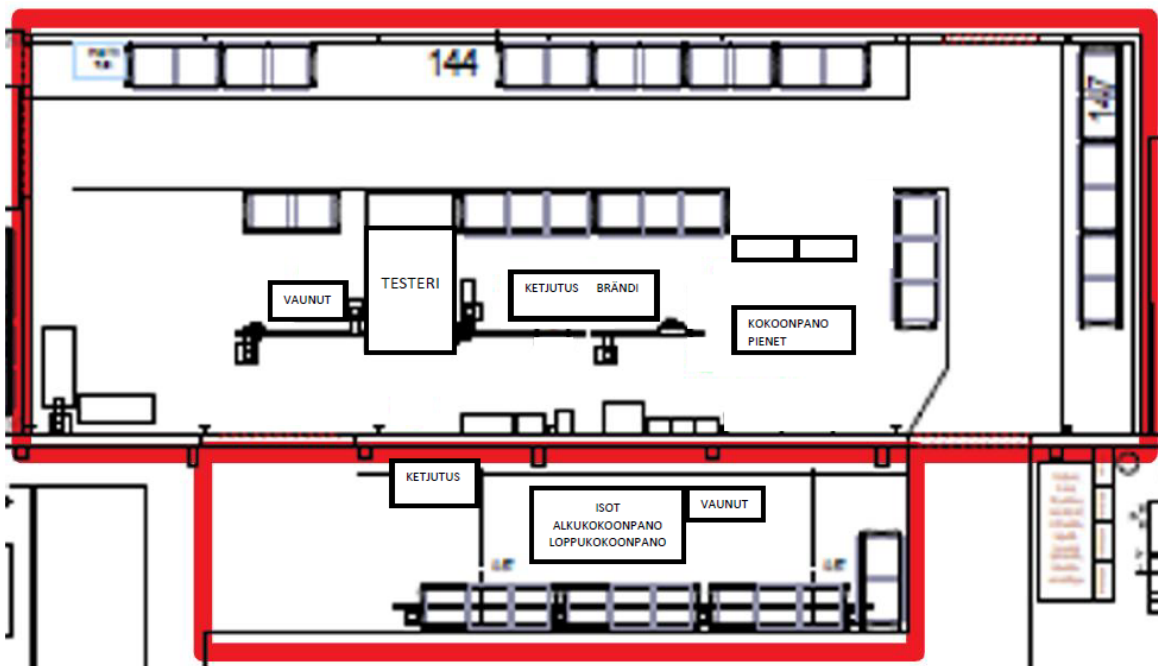 144
147
VAUNUT
TESTERI
KETJUTUS BRÄNDI
KOKOONPANO
PIENET
KETJUTUS
ISOT
ALKUKOKOONPANO
LOPPUKOKOONPANO
VAUNUT